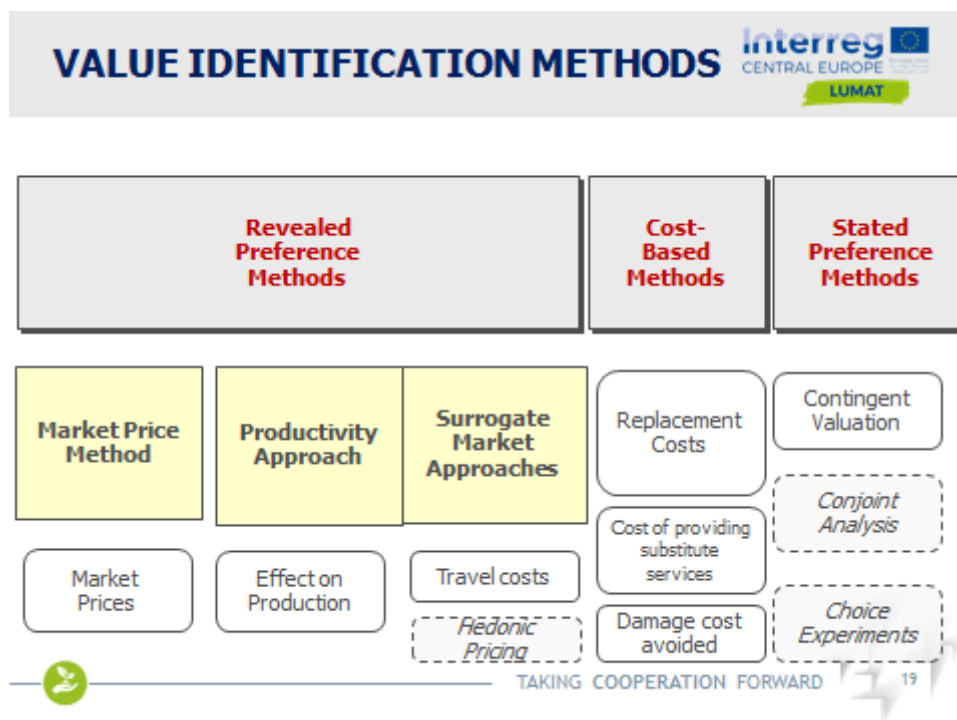 VALUE IDENTIFICATION METHODS
Interreg
CENTRAL EUROPE
LUMAT
Revealed
Preference
Methods
Cost-
Based
Methods
Stated
Preference
Methods
Market Price
Method
Productivity
Approach
Surrogate
Market
Approaches
Replacement
Costs
Contingent
Valuation
Conjoint
Analysis
Cost of providing
substitute
services
Market
Prices
Effect on
Production
Travel costs
Hedonic
Pricing
Damage cost
avoided
Choice
Experiments
TAKING COOPERATION FORWARD
19